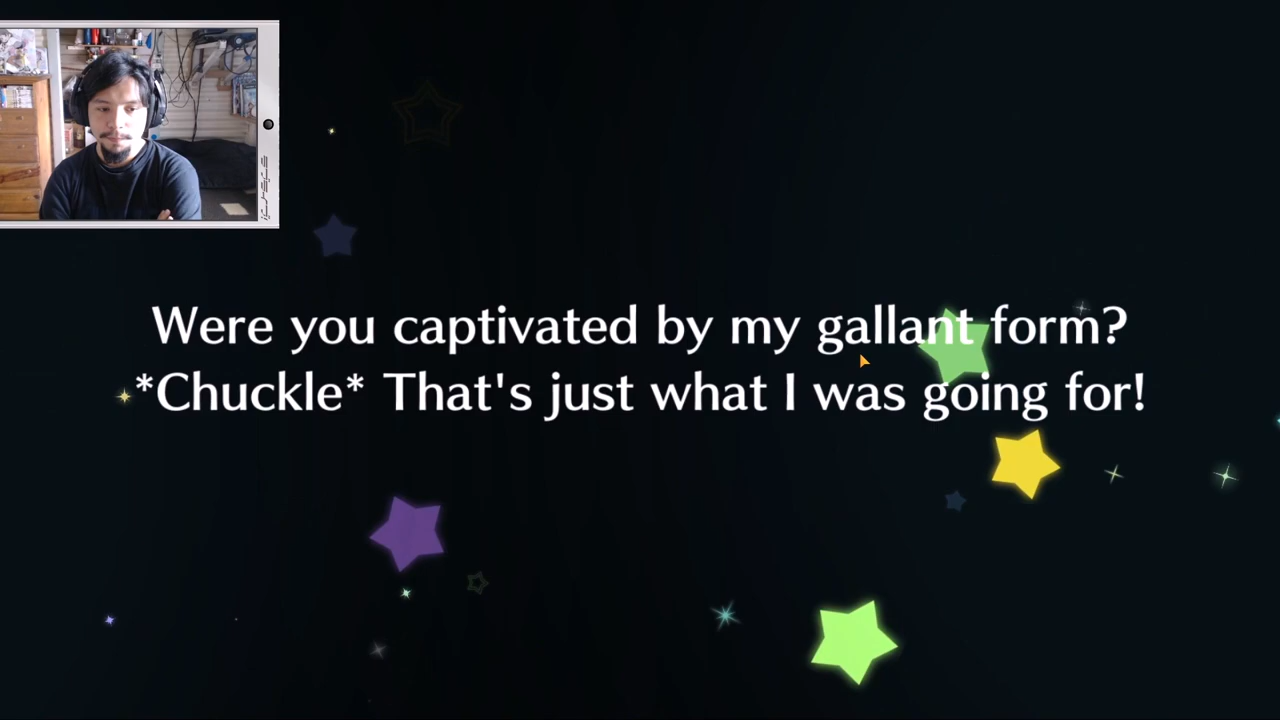 Were you captivated by my gallant form?
*Chuckle* That's just what I was going for!